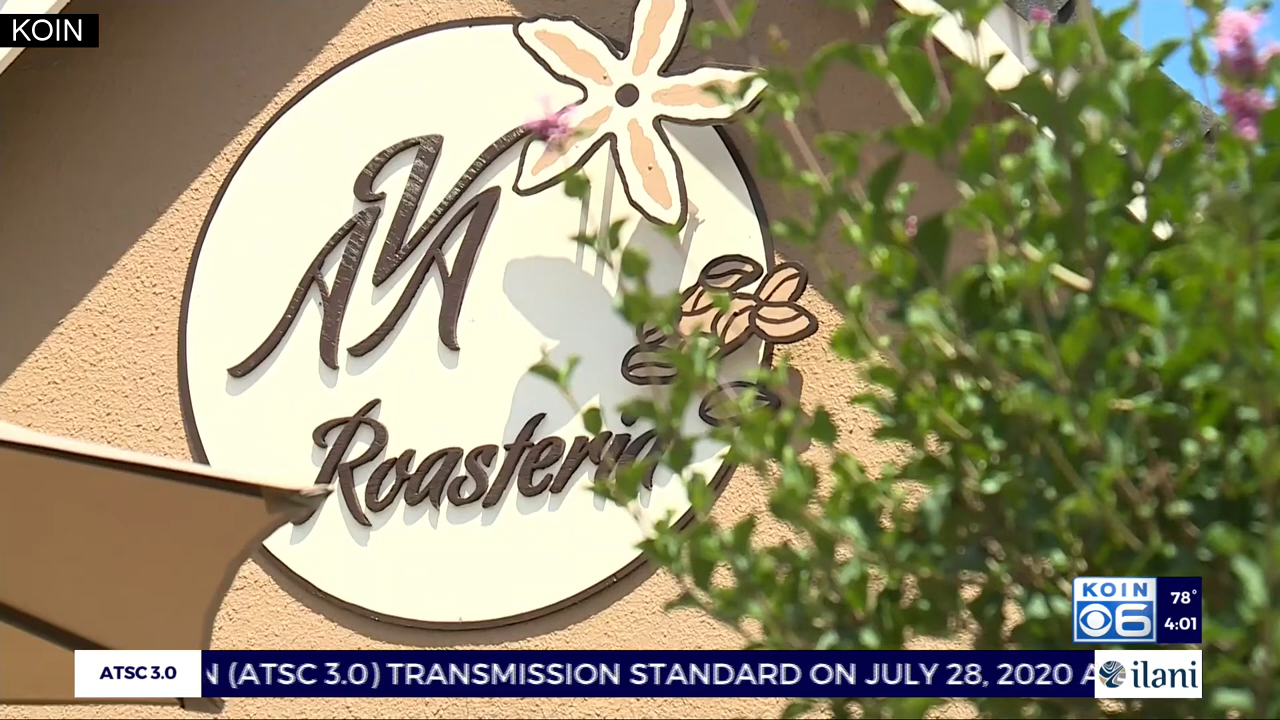 KOIN
AVA
Roasteria
KOIN
6
78°
4:01
ATSC 3.0
N (ATSC 3.0) TRANSMISSION STANDARD ON JULY 28, 2020 A
ilani